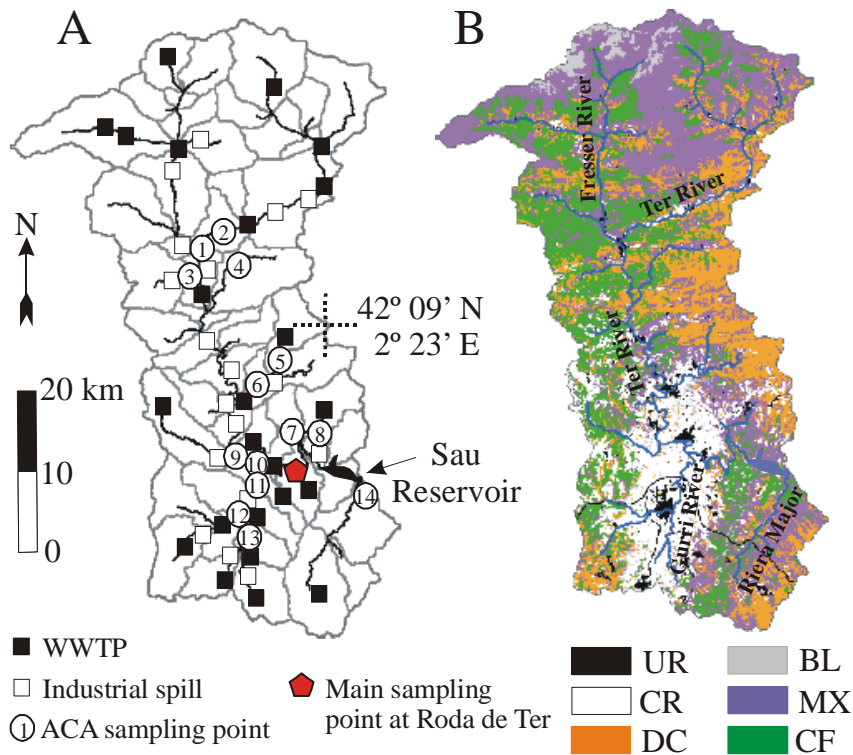 A
B
N
20 km
10
0
1
2
3
4
5
6
7
8
9
10
11
12
13
14
42º 09' N
2º 23' E
Sau
Reservoir
Fresser River
Ter River
Ter River
Gurri River
Riera Major
WWTP
Industrial spill
1 ACA sampling point
Main sampling
point at Roda de Ter
UR
CR
DC
BL
MX
CF